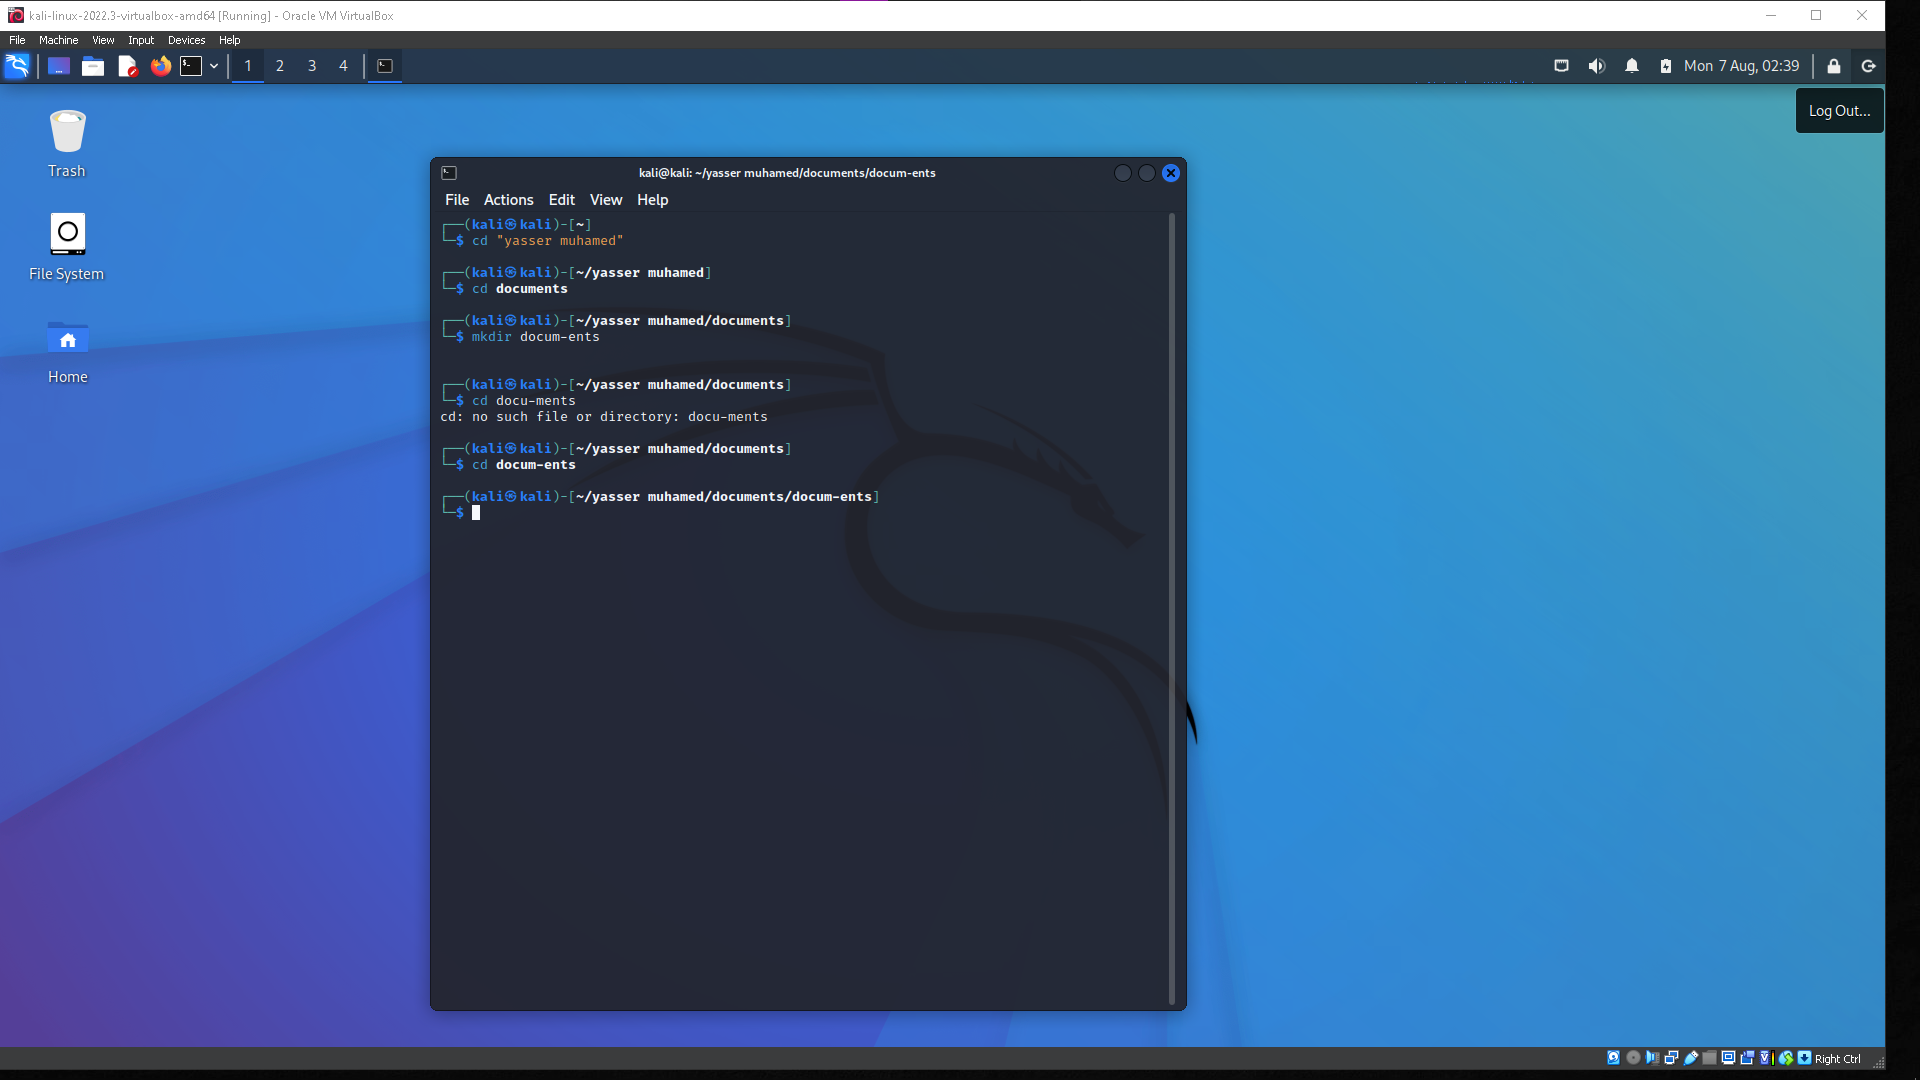 kali-linux-2022.3-virtualbox-amd64 [Running] - Oracle VM VirtualBox
File Machine View Input Devices Help
1 2 3 4 Mon 7 Aug, 02:39
Log Out...
Trash
File System
Home
kali@kali: ~/yasser muhamed/documents/docum-ents
File Actions Edit View Help
┌──(kali㉿kali)-[~]
└─$ cd "yasser muhamed"
┌──(kali㉿kali)-[~/yasser muhamed]
└─$ cd documents
┌──(kali㉿kali)-[~/yasser muhamed/documents]
└─$ mkdir docum-ents
┌──(kali㉿kali)-[~/yasser muhamed/documents]
└─$ cd docu-ments
cd: no such file or directory: docu-ments
┌──(kali㉿kali)-[~/yasser muhamed/documents]
└─$ cd docum-ents
┌──(kali㉿kali)-[~/yasser muhamed/documents/docum-ents]
└─$
Right Ctrl